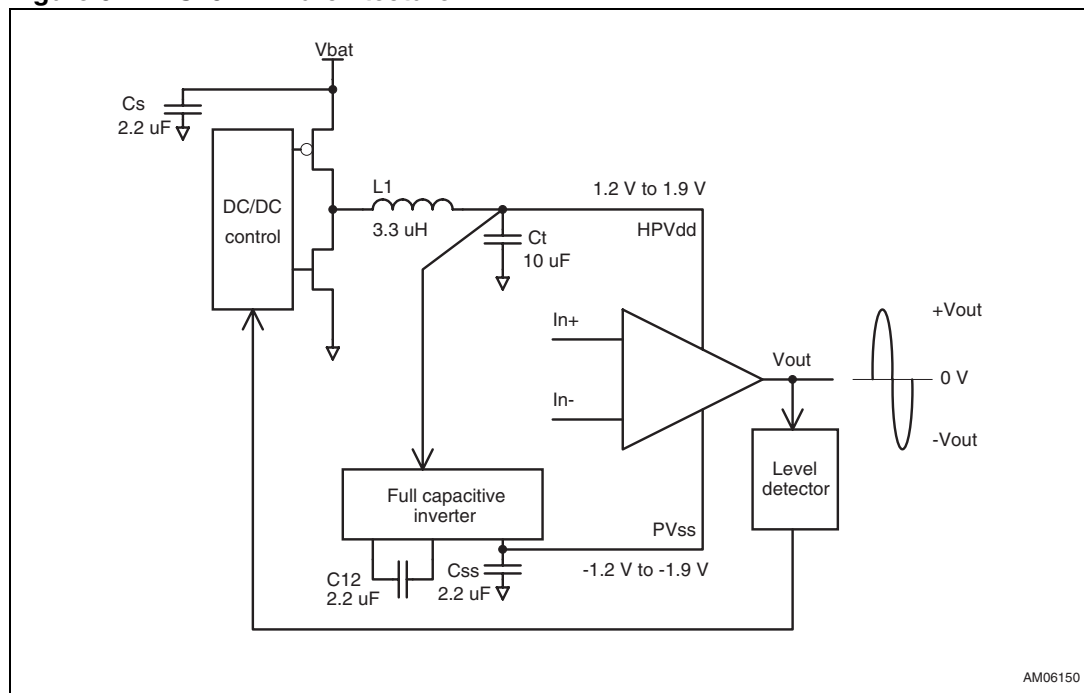 Vbat
Cs
2.2 uF
DC/DC
control
L1
3.3 uH
1.2 V to 1.9 V
HPVdd
Ct
10 uF
In+
In-
Vout
+Vout
0 V
-Vout
Level
detector
Full capacitive
inverter
PVss
-1.2 V to -1.9 V
C12
2.2 uF
Css
2.2 uF
AM06150